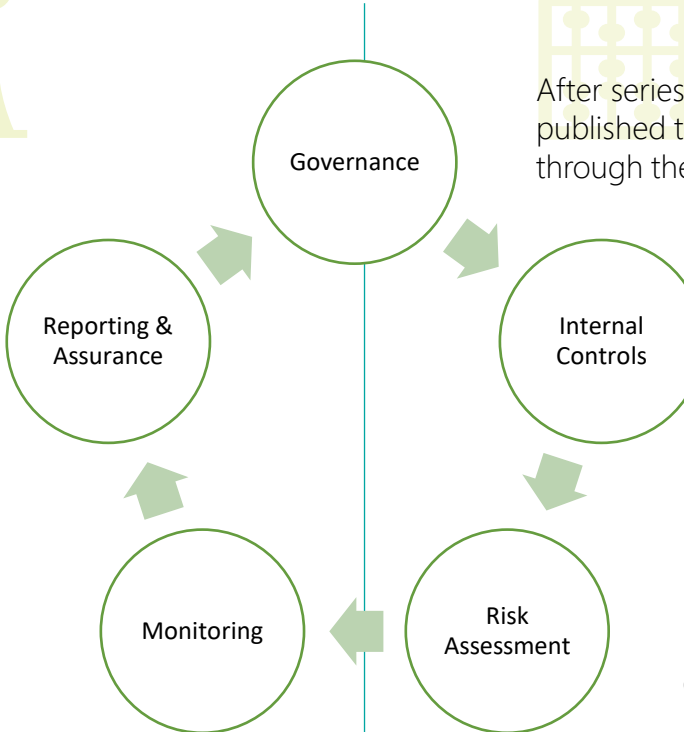 After series
published t
through the
Governance
Internal
Controls
Risk
Assessment
Monitoring
Reporting &
Assurance